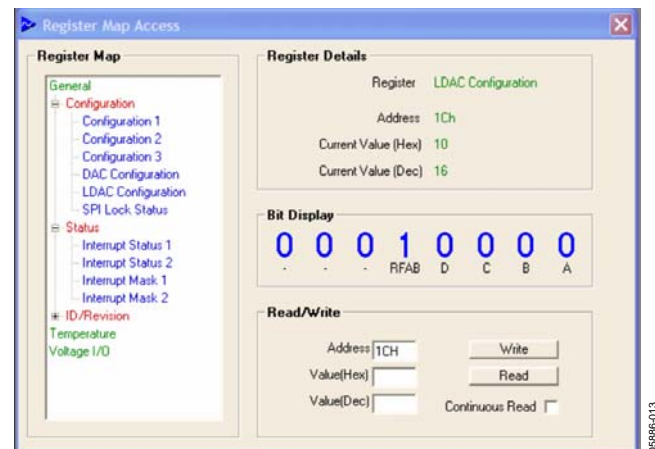 Register Map Access
Register Map
General
Configuration
Configuration 1
Configuration 2
Configuration 3
DAC Configuration
LDAC Configuration
SPI Lock Status
Status
Interrupt Status 1
Interrupt Status 2
Interrupt Mask 1
Interrupt Mask 2
ID/Revision
Temperature
Voltage I/O
Register Details
Register LDAC Configuration
Address 1Ch
Current Value (Hex) 10
Current Value (Dec) 16
Bit Display
0 0 0 1 0 0 0 0
- - - RFAB D C B A
Read/Write
Address 1CH Write
Value(Hex) Read
Value(Dec) Continuous Read
05886-013